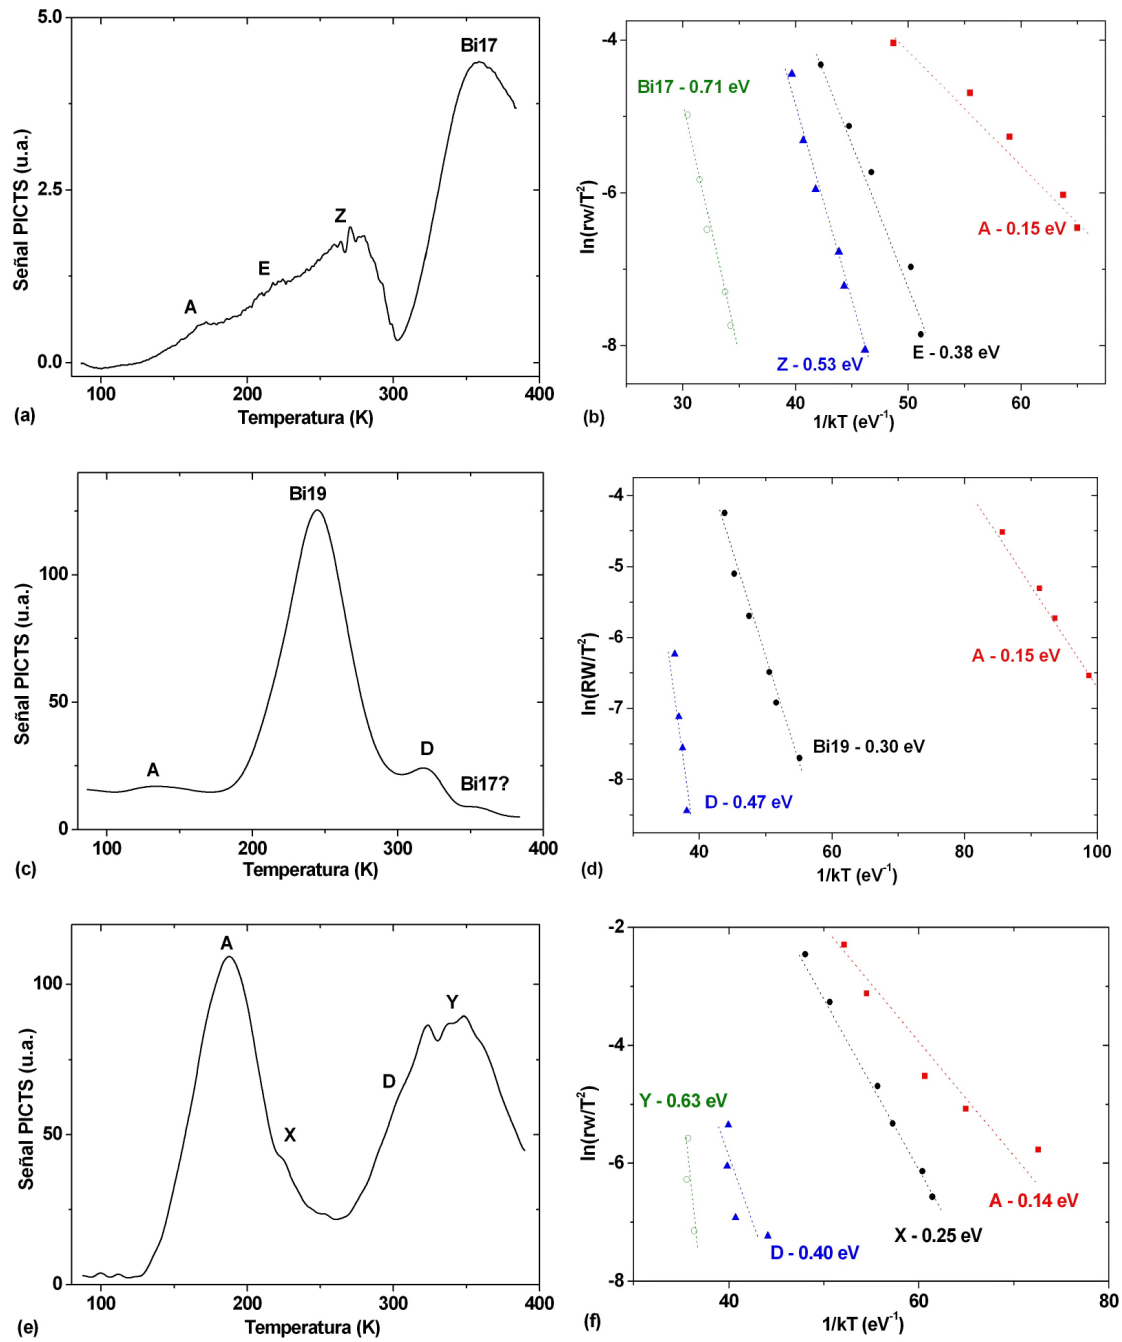 5.0
2.5
0.0
100
200
300
400
Señal PICTS (u.a.)
Temperatura (K)
A
E
Z
Bi17
(a)
-4
-6
-8
30
40
50
60
ln(rw/T²)
1/kT (eV⁻¹)
Bi17 - 0.71 eV
A - 0.15 eV
E - 0.38 eV
Z - 0.53 eV
(b)
100
50
0
100
200
300
400
Señal PICTS (u.a.)
Temperatura (K)
Bi19
A
D
Bi17?
(c)
-4
-5
-6
-7
-8
40
60
80
100
ln(RW/T²)
1/kT (eV⁻¹)
A - 0.15 eV
Bi19 - 0.30 eV
D - 0.47 eV
(d)
100
50
0
100
200
300
400
Señal PICTS (u.a.)
Temperatura (K)
A
X
D
Y
(e)
-2
-4
-6
-8
40
60
80
ln(rw/T²)
1/kT (eV⁻¹)
Y - 0.63 eV
A - 0.14 eV
X - 0.25 eV
D - 0.40 eV
(f)